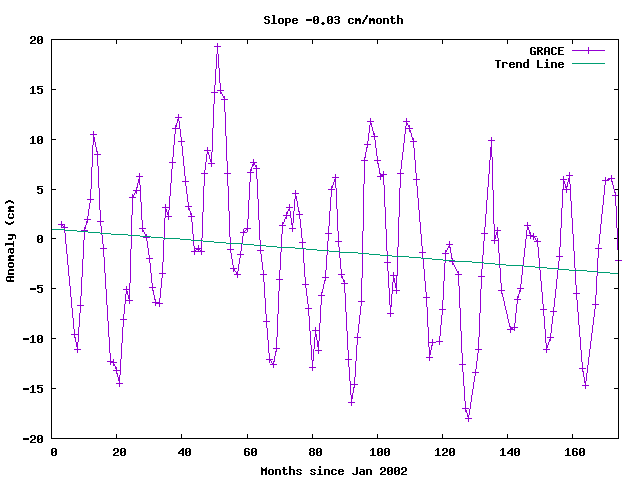 Slope -0.03 cm/month
20
15
10
5
0
-5
-10
-15
-20
Anomaly (cm)
GRACE
Trend Line
0 20 40 60 80 100 120 140 160
Months since Jan 2002